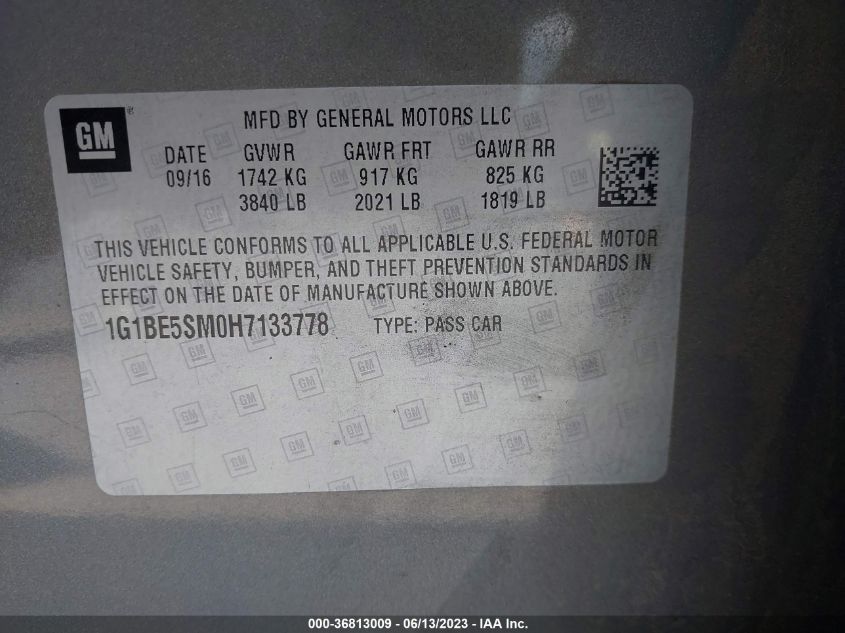 GM
MFD BY GENERAL MOTORS LLC
DATE GVWR GAWR FRT GAWR RR
09/16 1742 KG 917 KG 825 KG
3840 LB 2021 LB 1819 LB
THIS VEHICLE CONFORMS TO ALL APPLICABLE U.S. FEDERAL MOTOR
VEHICLE SAFETY, BUMPER, AND THEFT PREVENTION STANDARDS IN
EFFECT ON THE DATE OF MANUFACTURE SHOWN ABOVE.
1G1BE5SM0H7133778 TYPE: PASS CAR
000-36813009 - 06/13/2023 - IAA Inc.